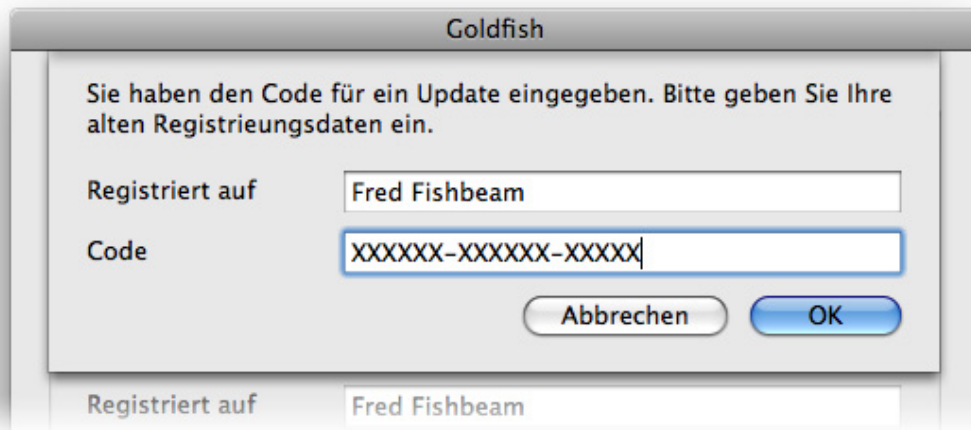 Goldfish
Sie haben den Code für ein Update eingegeben. Bitte geben Sie Ihre
alten Registrieungsdaten ein.
Registriert auf Fred Fishbeam
Code XXXXXX-XXXXXX-XXXXX
Abbrechen OK
Registriert auf Fred Fishbeam